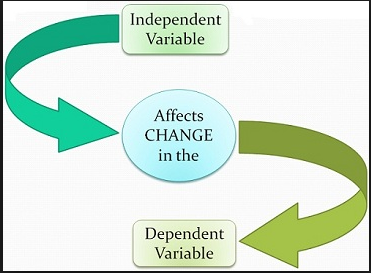 Independent
Variable
Affects
CHANGE
in the
Dependent
Variable